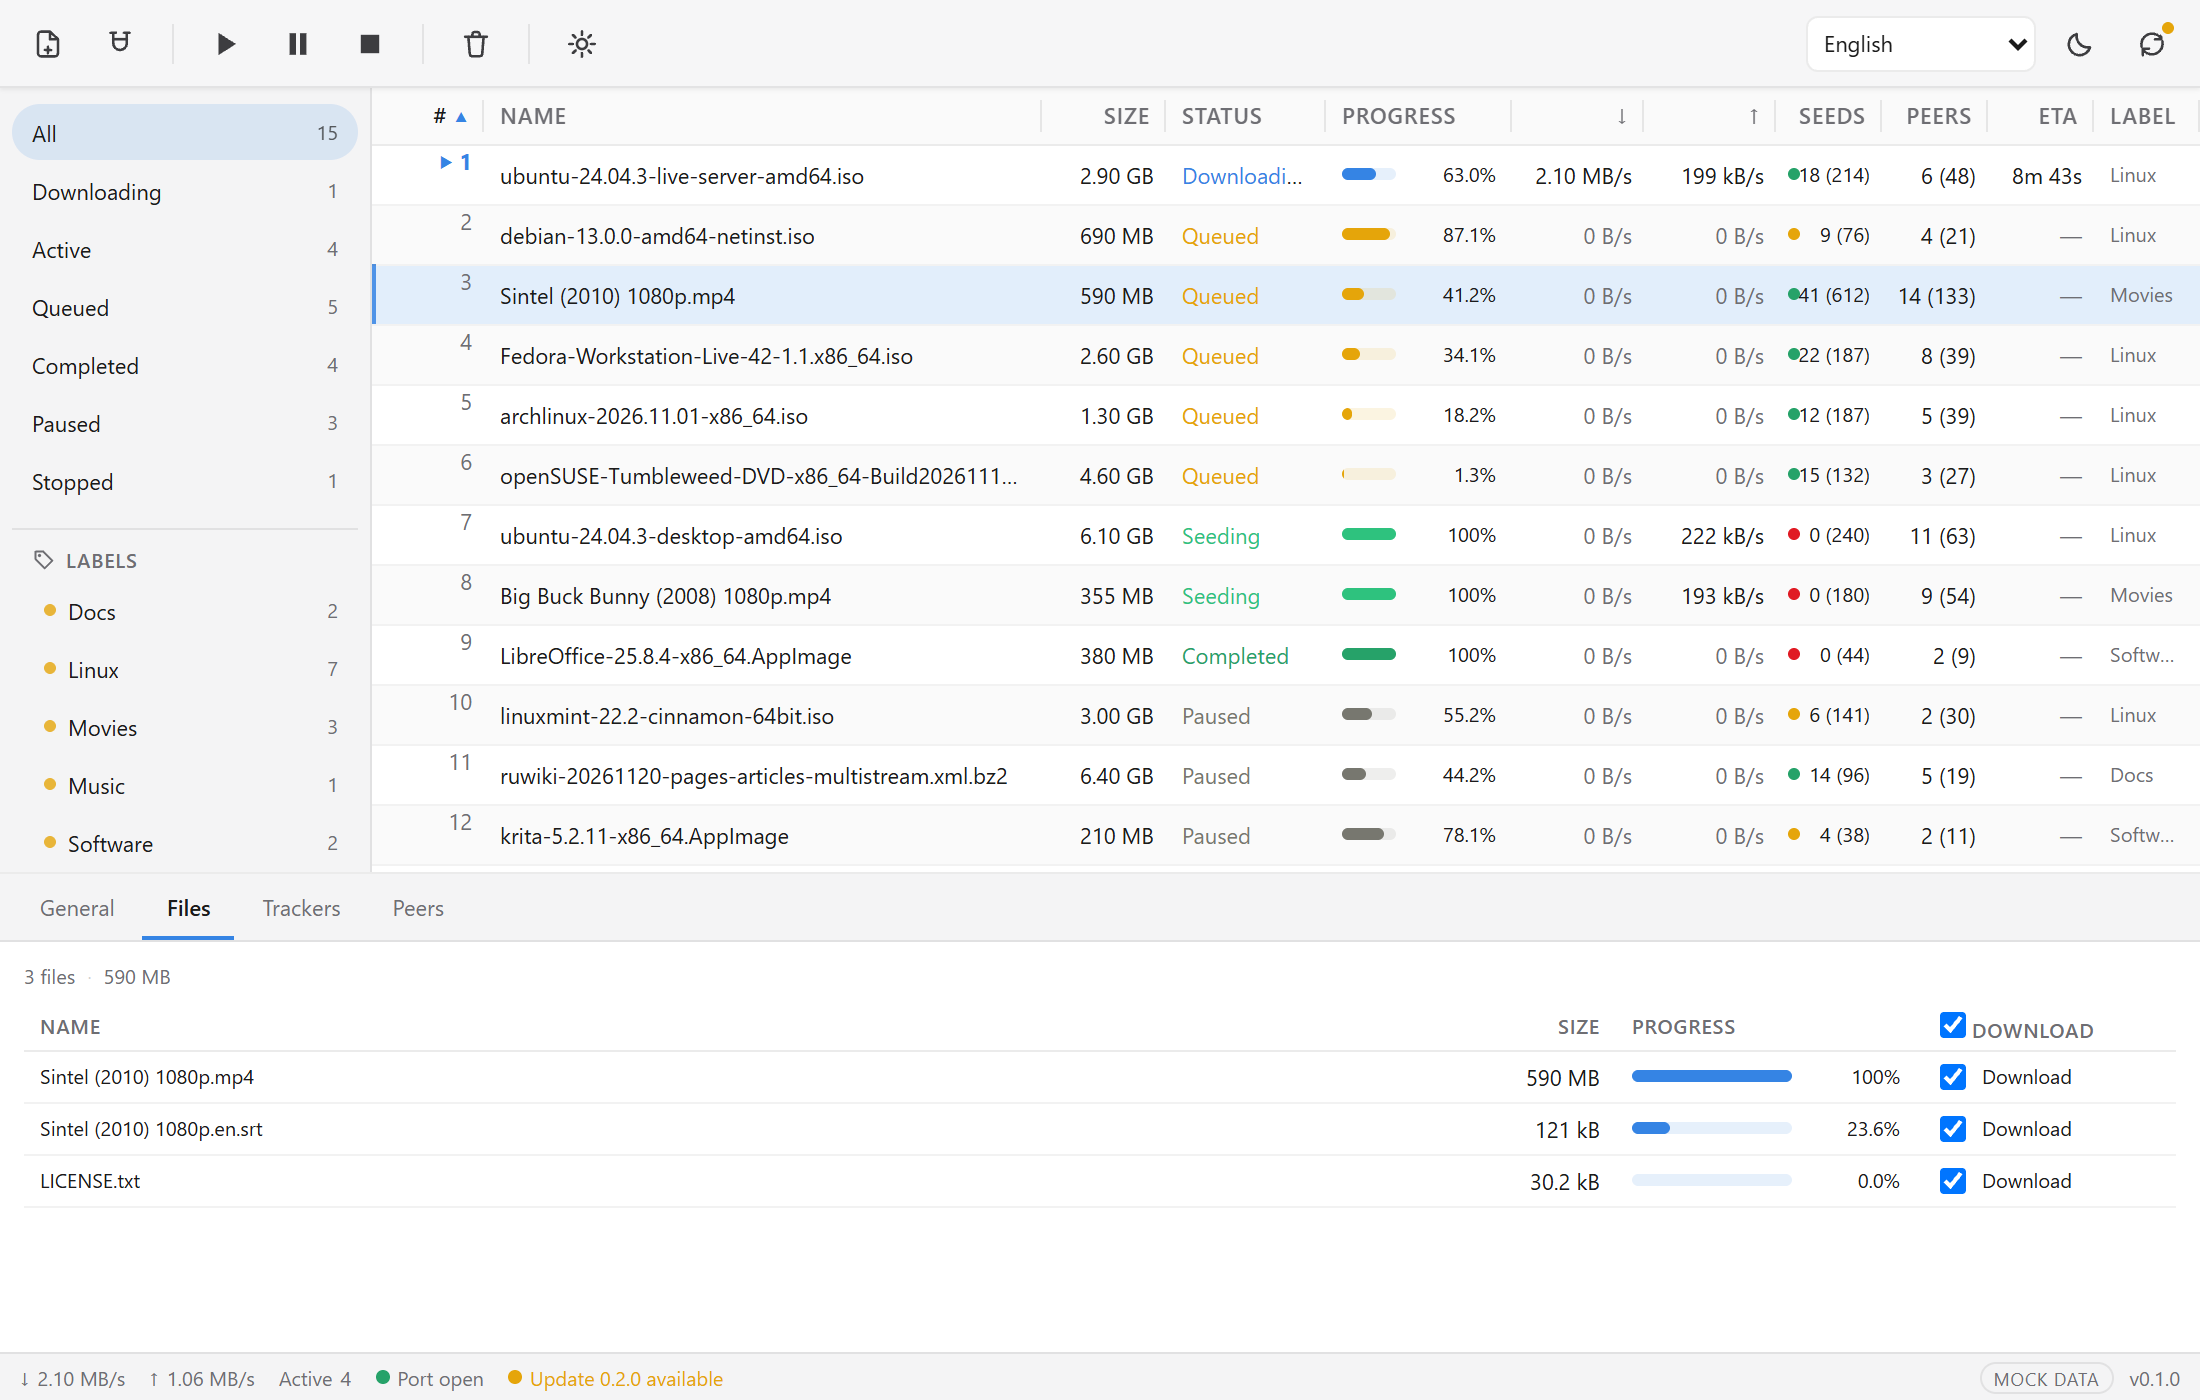 English
All 15
Downloading 1
Active 4
Queued 5
Completed 4
Paused 3
Stopped 1
LABELS
Docs 2
Linux 7
Movies 3
Music 1
Software 2
# ▲ NAME SIZE STATUS PROGRESS ↓ ↑ SEEDS PEERS ETA LABEL
▶ 1 ubuntu-24.04.3-live-server-amd64.iso 2.90 GB Downloadi... 63.0% 2.10 MB/s 199 kB/s 18 (214) 6 (48) 8m 43s Linux
2 debian-13.0.0-amd64-netinst.iso 690 MB Queued 87.1% 0 B/s 0 B/s 9 (76) 4 (21) — Linux
3 Sintel (2010) 1080p.mp4 590 MB Queued 41.2% 0 B/s 0 B/s 41 (612) 14 (133) — Movies
4 Fedora-Workstation-Live-42-1.1.x86_64.iso 2.60 GB Queued 34.1% 0 B/s 0 B/s 22 (187) 8 (39) — Linux
5 archlinux-2026.11.01-x86_64.iso 1.30 GB Queued 18.2% 0 B/s 0 B/s 12 (187) 5 (39) — Linux
6 openSUSE-Tumbleweed-DVD-x86_64-Build2026111... 4.60 GB Queued 1.3% 0 B/s 0 B/s 15 (132) 3 (27) — Linux
7 ubuntu-24.04.3-desktop-amd64.iso 6.10 GB Seeding 100% 0 B/s 222 kB/s 0 (240) 11 (63) — Linux
8 Big Buck Bunny (2008) 1080p.mp4 355 MB Seeding 100% 0 B/s 193 kB/s 0 (180) 9 (54) — Movies
9 LibreOffice-25.8.4-x86_64.AppImage 380 MB Completed 100% 0 B/s 0 B/s 0 (44) 2 (9) — Softw...
10 linuxmint-22.2-cinnamon-64bit.iso 3.00 GB Paused 55.2% 0 B/s 0 B/s 6 (141) 2 (30) — Linux
11 ruwiki-20261120-pages-articles-multistream.xml.bz2 6.40 GB Paused 44.2% 0 B/s 0 B/s 14 (96) 5 (19) — Docs
12 krita-5.2.11-x86_64.AppImage 210 MB Paused 78.1% 0 B/s 0 B/s 4 (38) 2 (11) — Softw...
General Files Trackers Peers
3 files · 590 MB
NAME SIZE PROGRESS DOWNLOAD
Sintel (2010) 1080p.mp4 590 MB 100% Download
Sintel (2010) 1080p.en.srt 121 kB 23.6% Download
LICENSE.txt 30.2 kB 0.0% Download
↓ 2.10 MB/s ↑ 1.06 MB/s Active 4 Port open Update 0.2.0 available MOCK DATA v0.1.0